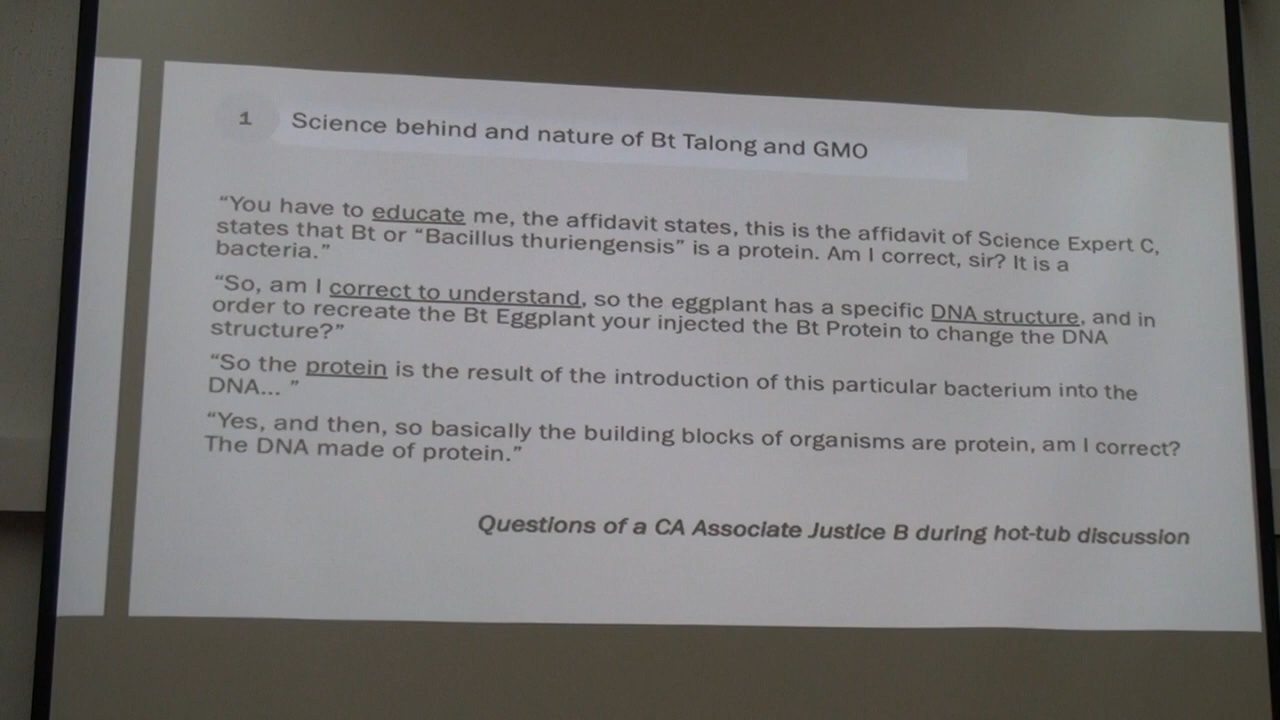 1 Science behind and nature of Bt Talong and GMO
“You have to educate me, the affidavit states, this is the affidavit of Science Expert C,
states that Bt or “Bacillus thuriengensis” is a protein. Am I correct, sir? It is a
bacteria.”
“So, am I correct to understand, so the eggplant has a specific DNA structure, and in
order to recreate the Bt Eggplant your injected the Bt Protein to change the DNA
structure?”
“So the protein is the result of the introduction of this particular bacterium into the
DNA... ”
“Yes, and then, so basically the building blocks of organisms are protein, am I correct?
The DNA made of protein.”
Questions of a CA Associate Justice B during hot-tub discussion